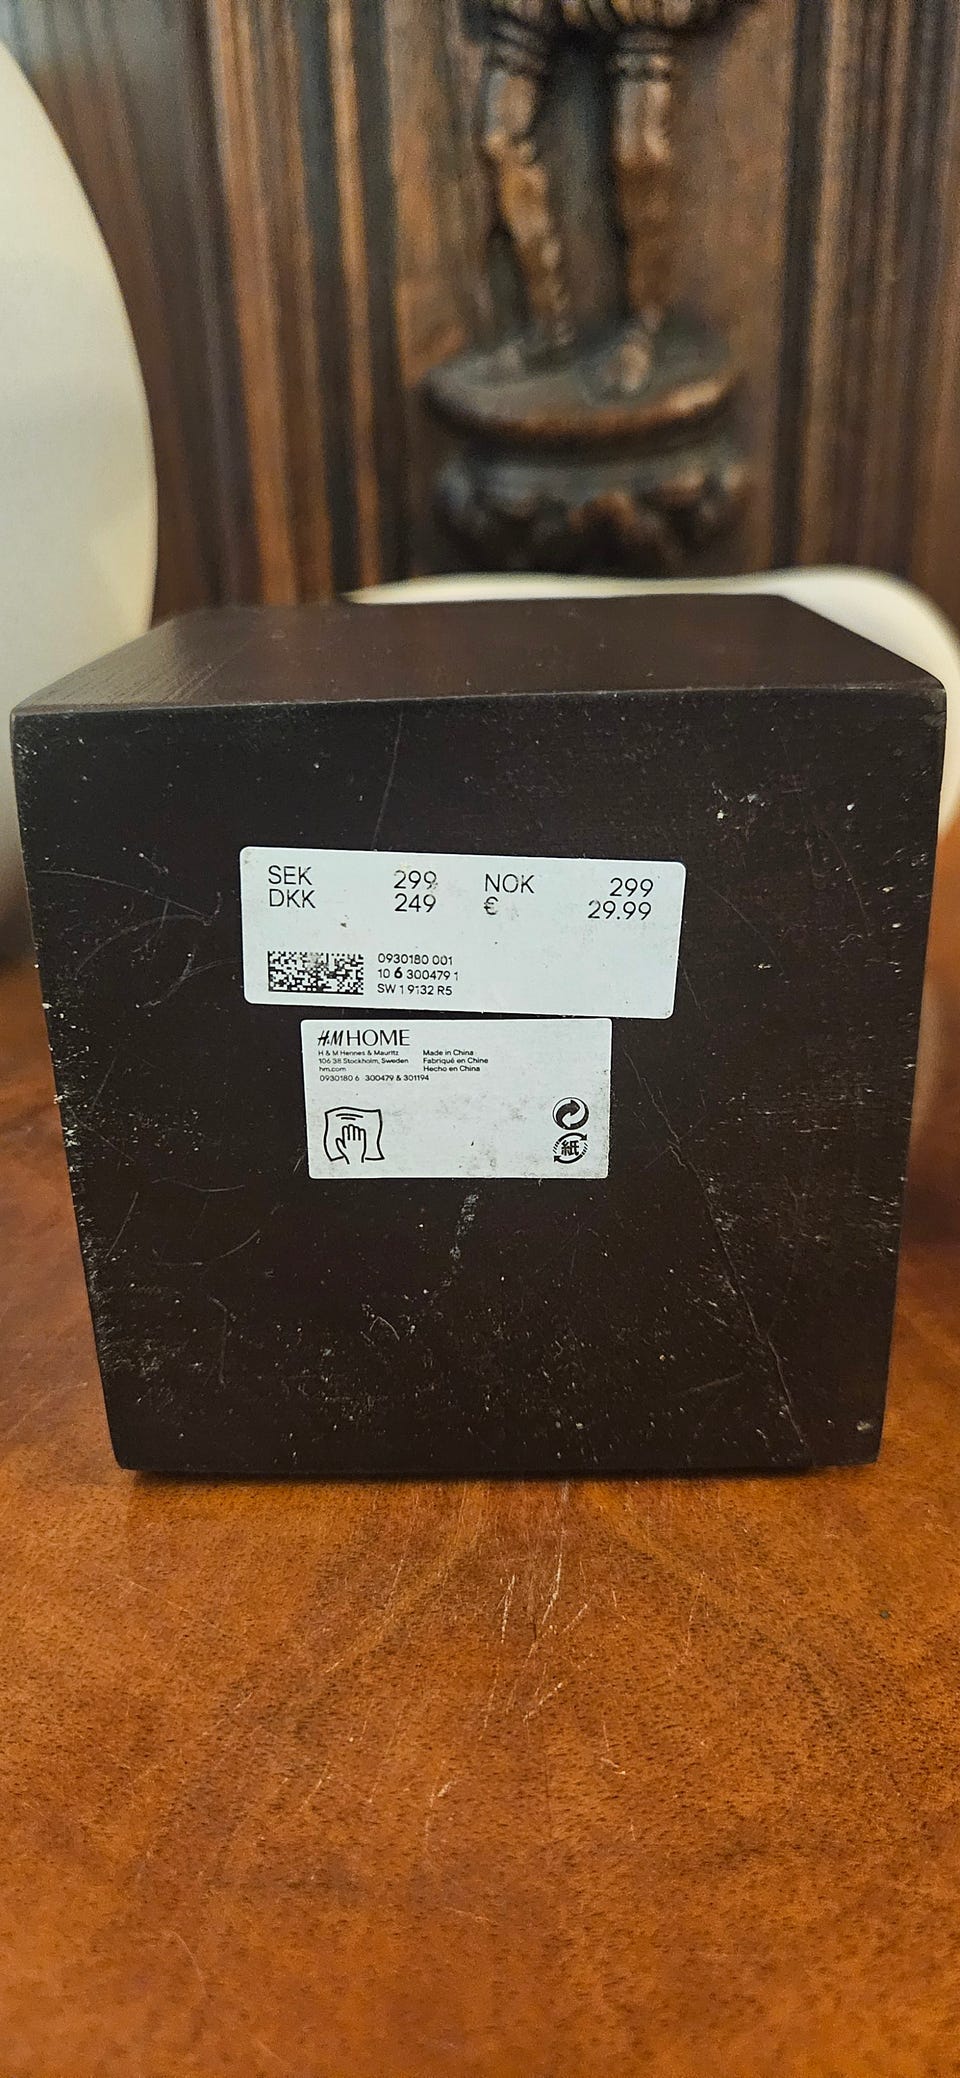 SEK 299 NOK 299
DKK 249 € 29.99
0930180 001
10 6 300479 1
SW 1 9132 R5
H&M HOME
H & M Hennes & Mauritz Made in China
106 38 Stockholm, Sweden Fabriqué en Chine
hm.com Hecho en China
0930180 6 300479 & 301194
紙